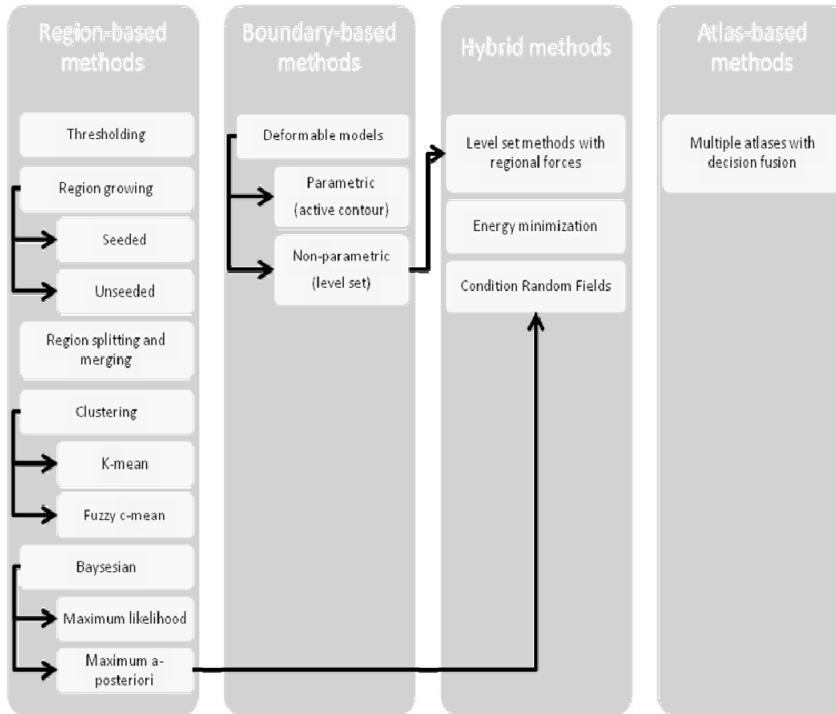 Region-based
methods
Thresholding
Region growing
Seeded
Unseeded
Region splitting and
merging
Clustering
K-mean
Fuzzy c-mean
Baysesian
Maximum likelihood
Maximum a-
posteriori
Boundary-based
methods
Deformable models
Parametric
(active contour)
Non-parametric
(level set)
Hybrid methods
Level set methods with
regional forces
Energy minimization
Condition Random Fields
Atlas-based
methods
Multiple atlases with
decision fusion